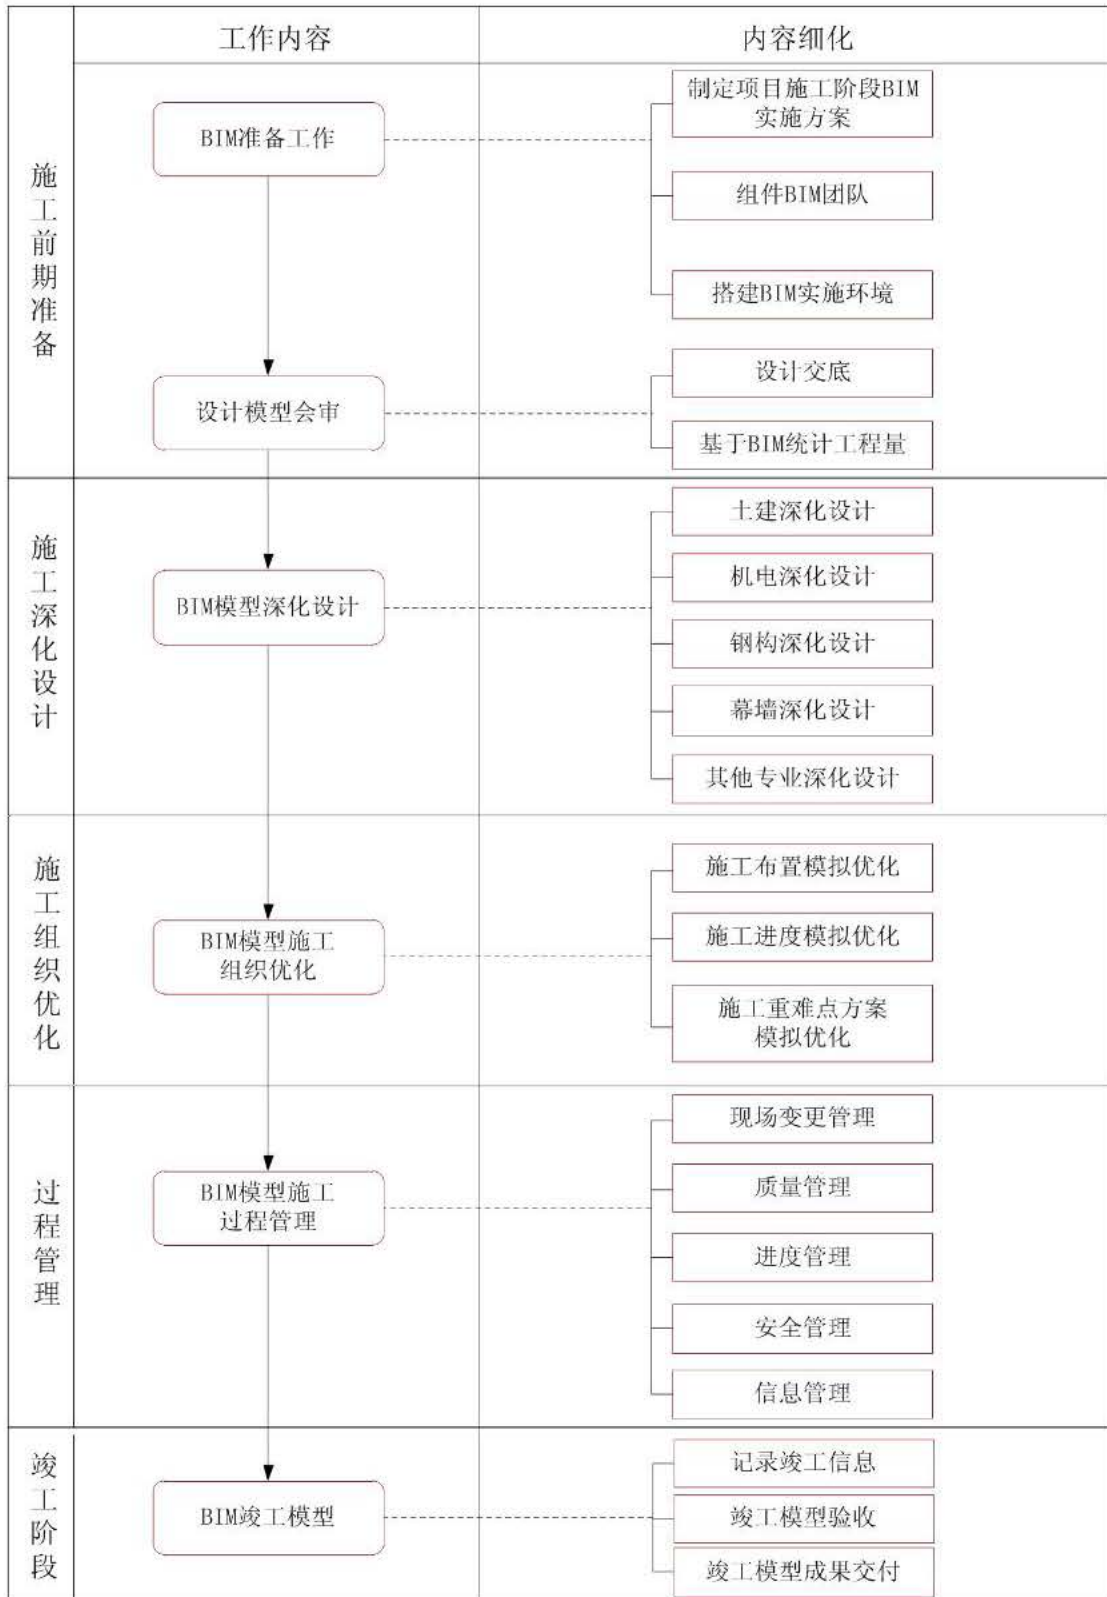 工作内容
内容细化
施工前期准备
BIM准备工作
制定项目施工阶段BIM
实施方案
组件BIM团队
搭建BIM实施环境
设计模型会审
设计交底
基于BIM统计工程量
施工深化设计
BIM模型深化设计
土建深化设计
机电深化设计
钢构深化设计
幕墙深化设计
其他专业深化设计
施工组织优化
BIM模型施工
组织优化
施工布置模拟优化
施工进度模拟优化
施工重难点方案
模拟优化
过程管理
BIM模型施工
过程管理
现场变更管理
质量管理
进度管理
安全管理
信息管理
竣工阶段
BIM竣工模型
记录竣工信息
竣工模型验收
竣工模型成果交付